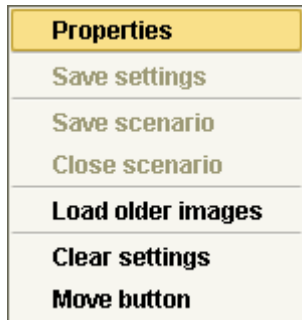 Properties
Save settings
Save scenario
Close scenario
Load older images
Clear settings
Move button